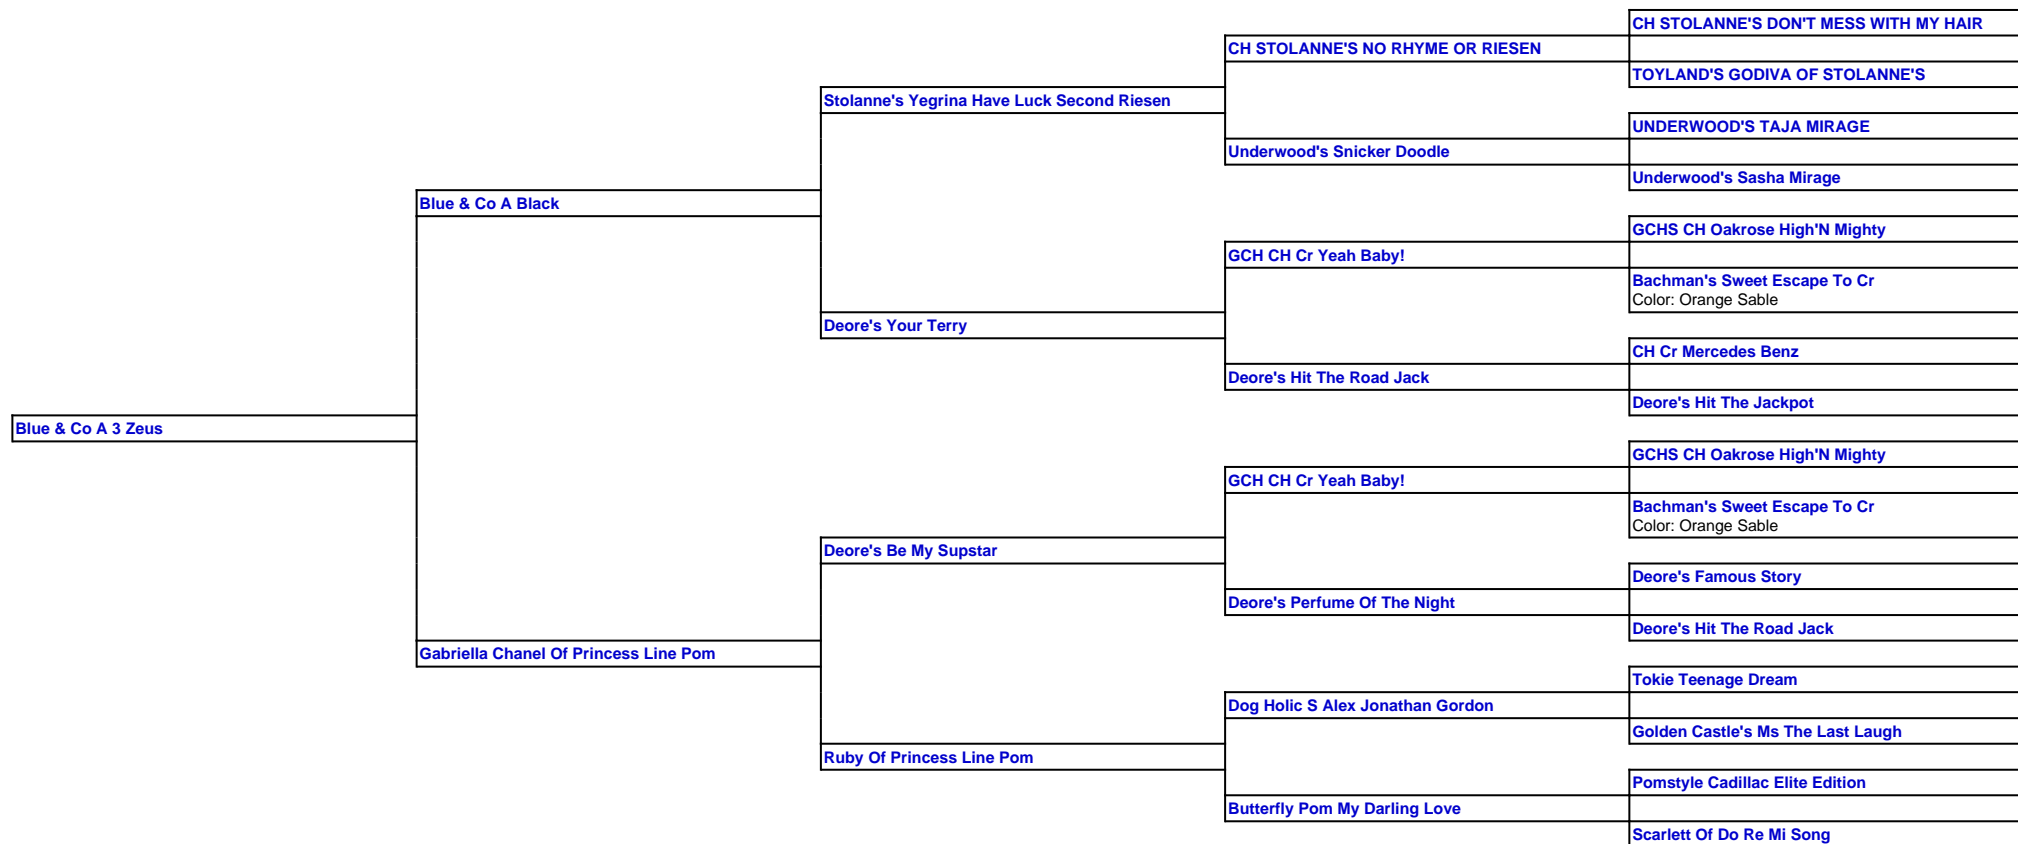 CH STOLANNE'S DON'T MESS WITH MY HAIR
CH STOLANNE'S NO RHYME OR RIESEN
TOYLAND'S GODIVA OF STOLANNE'S
Stolanne's Yegrina Have Luck Second Riesen
UNDERWOOD'S TAJA MIRAGE
Underwood's Snicker Doodle
Underwood's Sasha Mirage
Blue & Co A Black
GCHS CH Oakrose High'N Mighty
GCH CH Cr Yeah Baby!
Bachman's Sweet Escape To Cr
Color: Orange Sable
Deore's Your Terry
CH Cr Mercedes Benz
Deore's Hit The Road Jack
Deore's Hit The Jackpot
Blue & Co A 3 Zeus
GCHS CH Oakrose High'N Mighty
GCH CH Cr Yeah Baby!
Bachman's Sweet Escape To Cr
Color: Orange Sable
Deore's Be My Supstar
Deore's Famous Story
Deore's Perfume Of The Night
Deore's Hit The Road Jack
Gabriella Chanel Of Princess Line Pom
Tokie Teenage Dream
Dog Holic S Alex Jonathan Gordon
Golden Castle's Ms The Last Laugh
Ruby Of Princess Line Pom
Pomstyle Cadillac Elite Edition
Butterfly Pom My Darling Love
Scarlett Of Do Re Mi Song